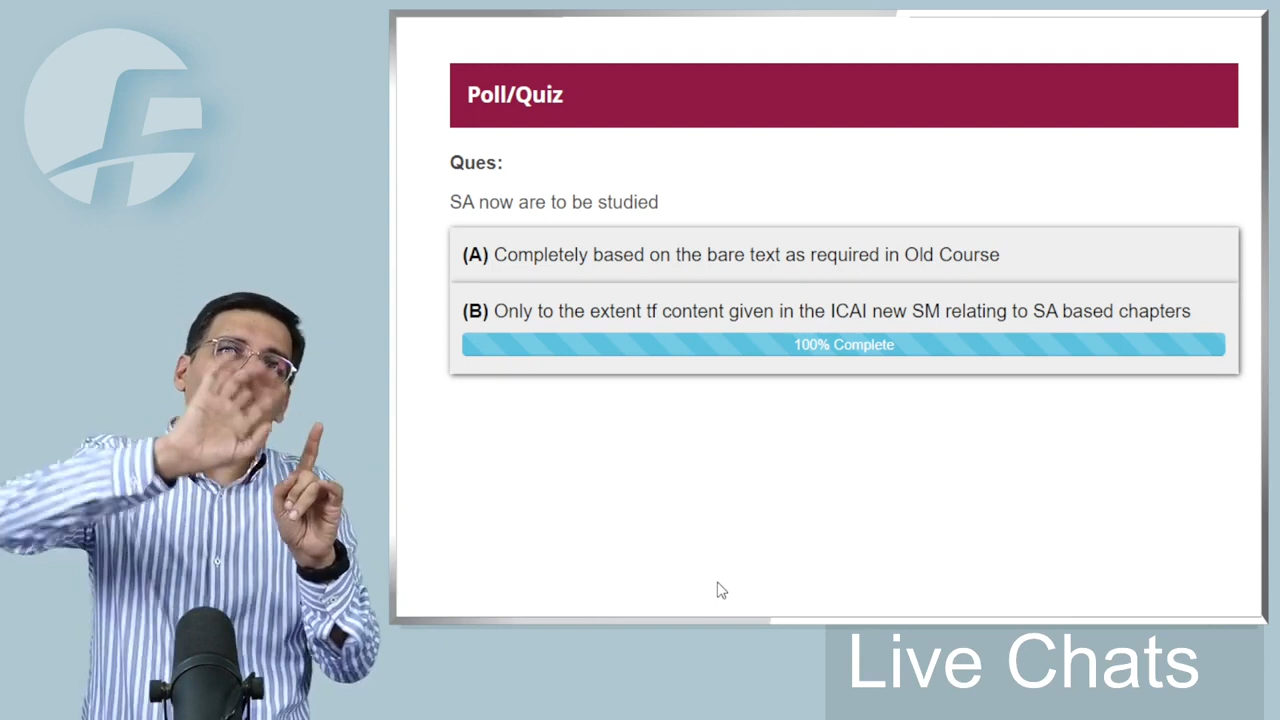 Poll/Quiz
Ques:
SA now are to be studied
(A) Completely based on the bare text as required in Old Course
(B) Only to the extent tf content given in the ICAI new SM relating to SA based chapters
100% Complete
Live Chats